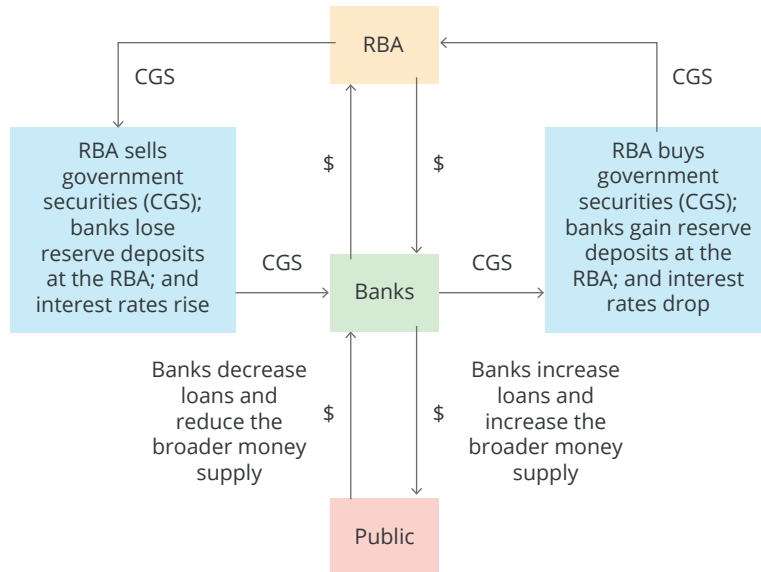 RBA
CGS
CGS
RBA sells
government
securities (CGS);
banks lose
reserve deposits
at the RBA; and
interest rates rise
$
$
RBA buys
government
securities (CGS);
banks gain reserve
deposits at the
RBA; and interest
rates drop
CGS
Banks
CGS
Banks decrease
loans and
reduce the
broader money
supply
$
$
Banks increase
loans and
increase the
broader money
supply
Public